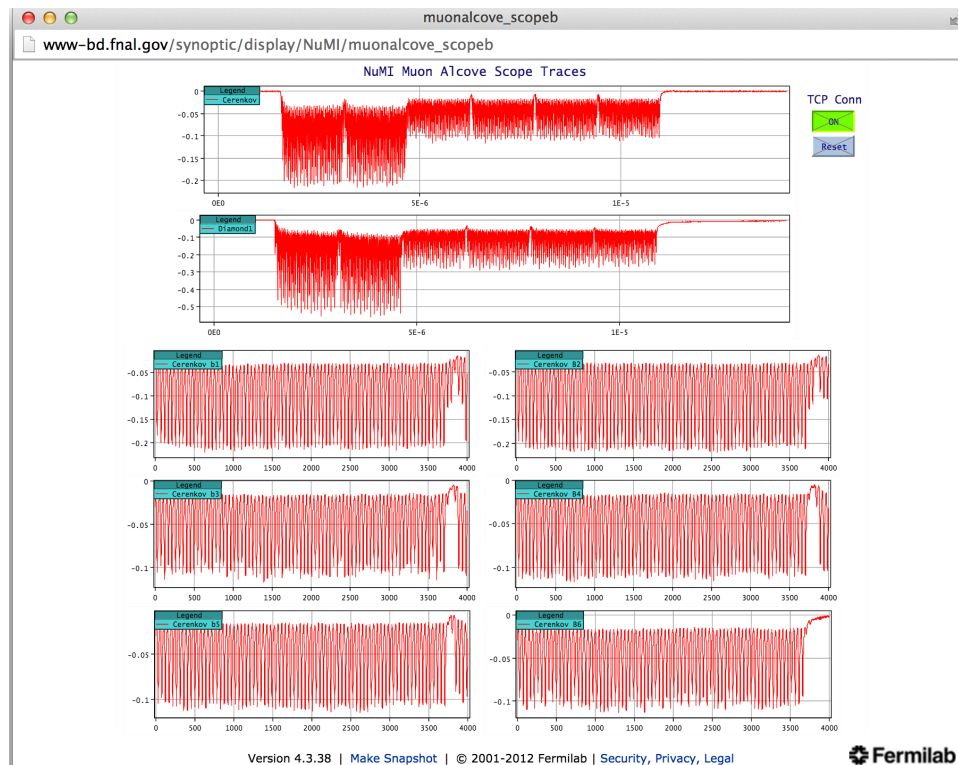 muonalcove_scopeb
www-bd.fnal.gov/synoptic/display/NuMI/muonalcove_scopeb
NuMI Muon Alcove Scope Traces
Legend
Cerenkov
0
-0.05
-0.1
-0.15
-0.2
0E0 5E-6 1E-5
TCP Conn
ON
Reset
Legend
Diamond1
0
-0.1
-0.2
-0.3
-0.4
-0.5
0E0 5E-6 1E-5
Legend
Cerenkov b1
-0.05
-0.1
-0.15
-0.2
0 500 1000 1500 2000 2500 3000 3500 4000
Legend
Cerenkov B2
-0.05
-0.1
-0.15
-0.2
0 500 1000 1500 2000 2500 3000 3500 4000
Legend
Cerenkov b3
0
-0.05
-0.1
0 500 1000 1500 2000 2500 3000 3500 4000
Legend
Cerenkov B4
0
-0.05
-0.1
0 500 1000 1500 2000 2500 3000 3500 4000
Legend
Cerenkov b5
-0.05
-0.1
0 500 1000 1500 2000 2500 3000 3500 4000
Legend
Cerenkov B6
0
-0.05
-0.1
0 500 1000 1500 2000 2500 3000 3500 4000
Version 4.3.38 | Make Snapshot | © 2001-2012 Fermilab | Security, Privacy, Legal
Fermilab